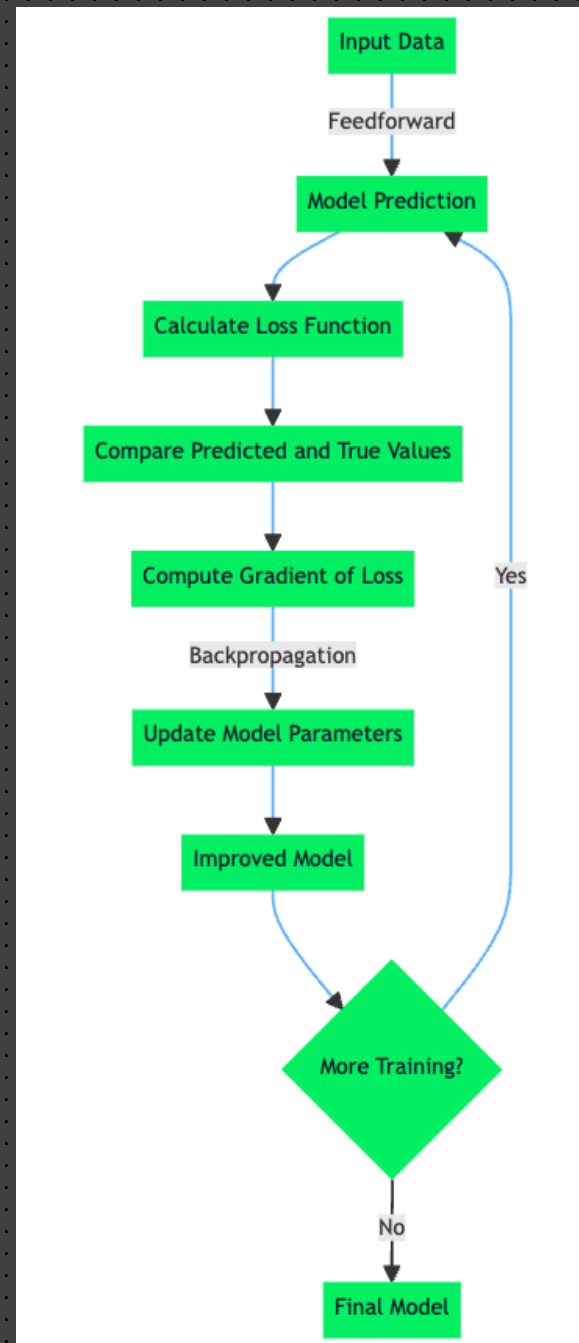 Input Data
Feedforward
Model Prediction
Calculate Loss Function
Compare Predicted and True Values
Compute Gradient of Loss
Yes
Backpropagation
Update Model Parameters
Improved Model
More Training?
No
Final Model